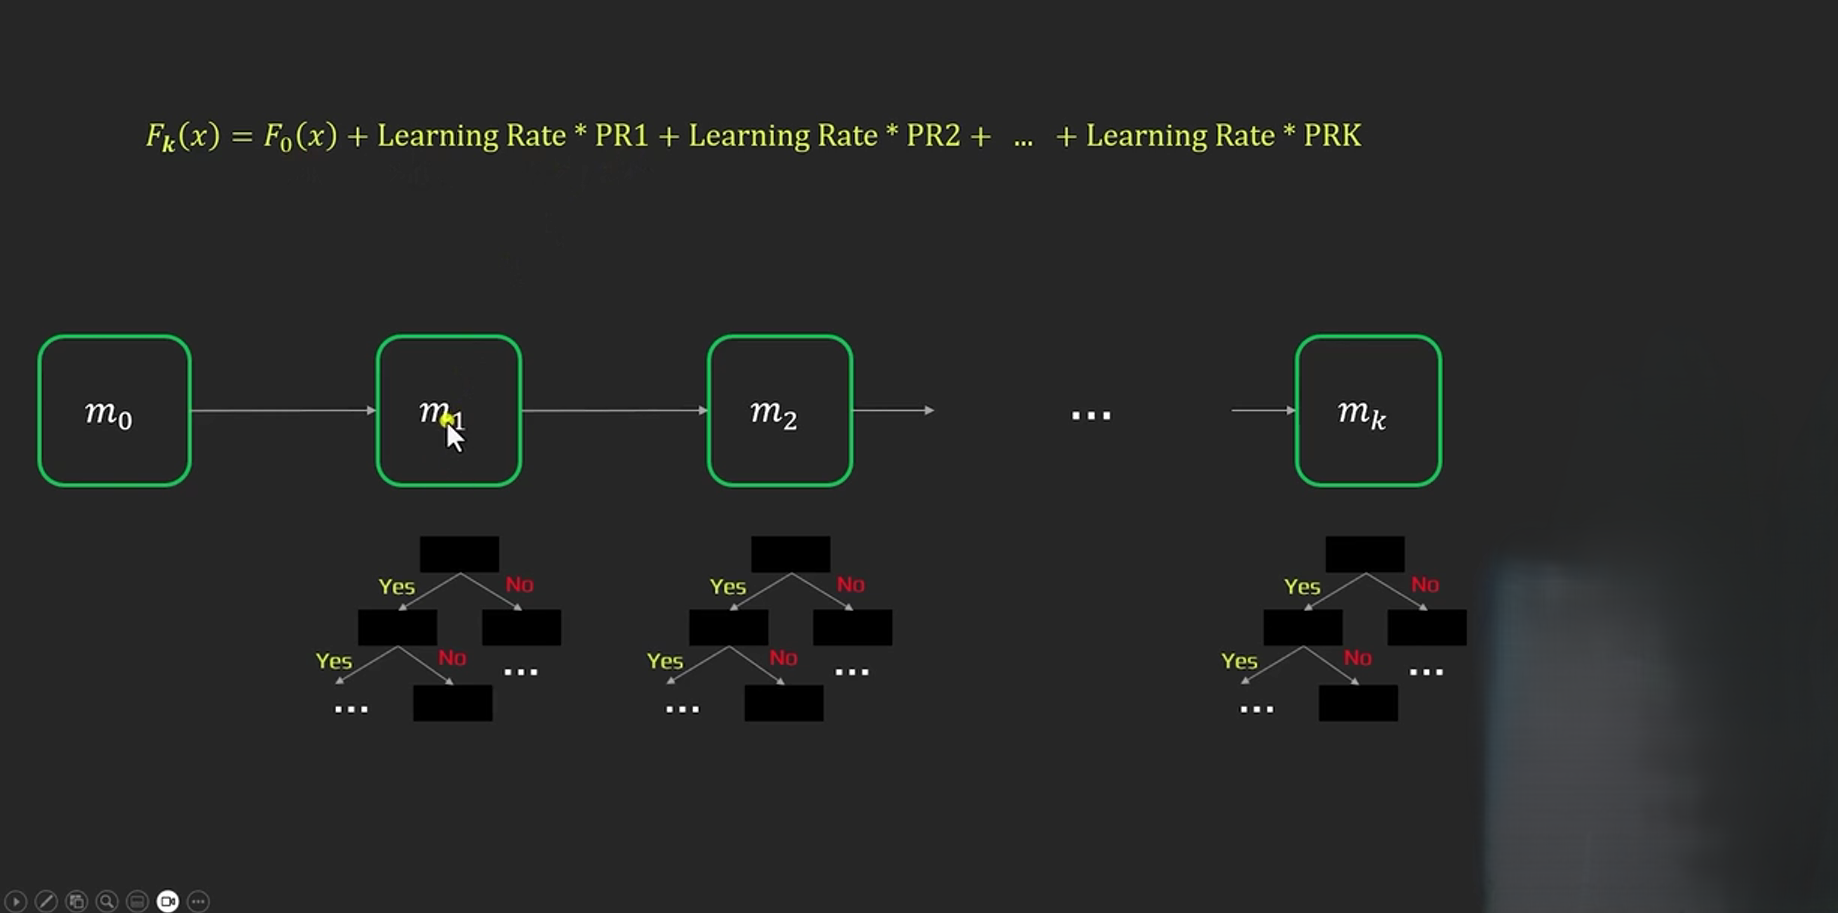 F_k(x) = F_0(x) + Learning Rate * PR1 + Learning Rate * PR2 + ... + Learning Rate * PRK
m_0
m_1
m_2
...
m_k
Yes No Yes No Yes No
Yes No ... Yes No ... Yes No ...
... ... ...